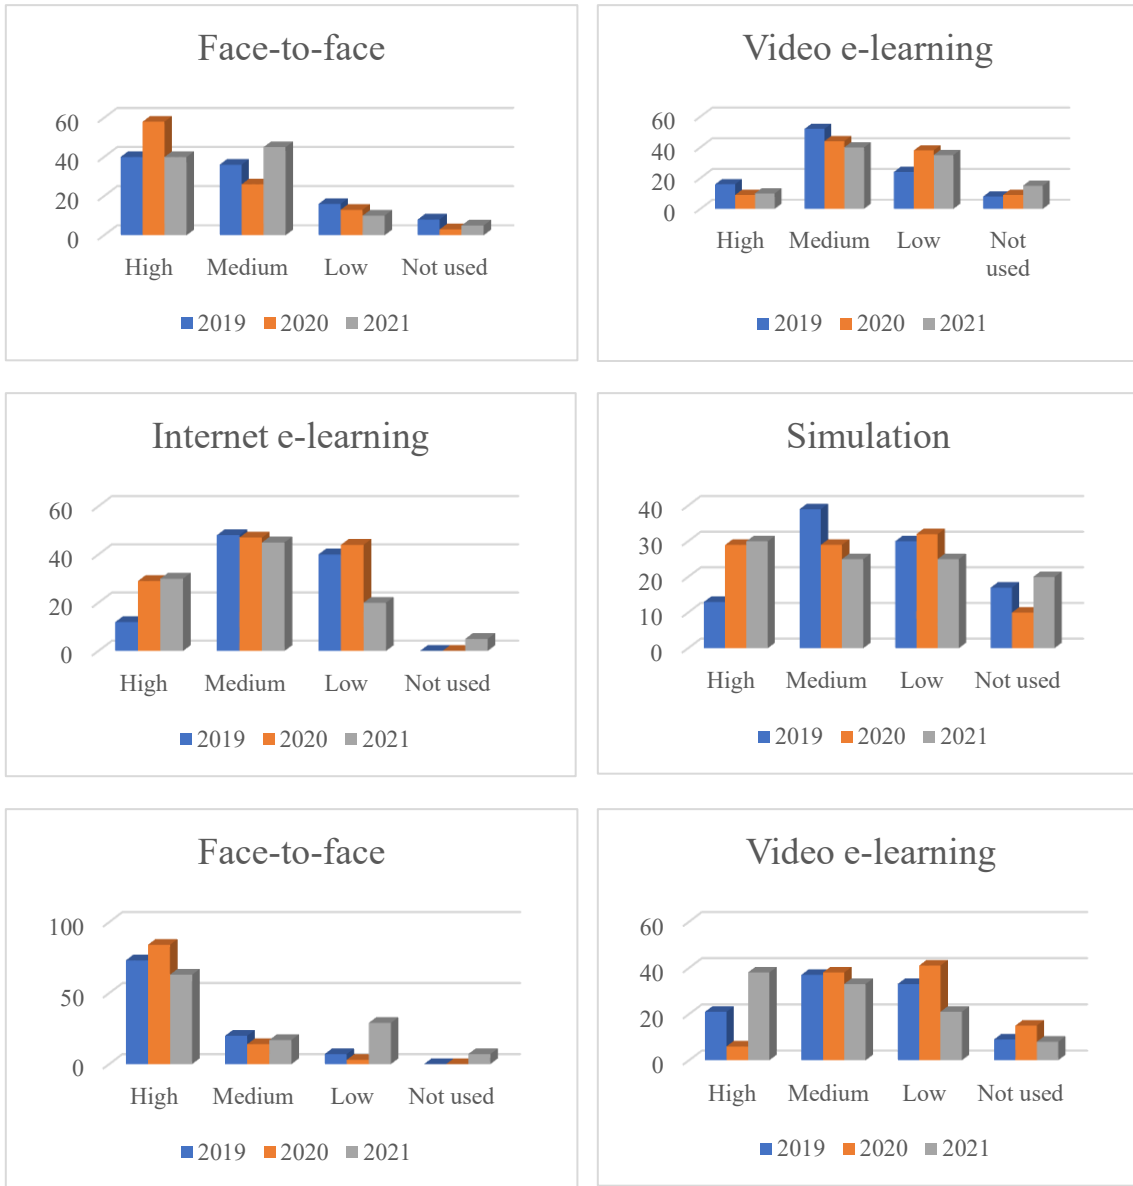 Face-to-face
60
40
20
0
High Medium Low Not used
2019 2020 2021
Video e-learning
60
40
20
0
High Medium Low Not
used
2019 2020 2021
Internet e-learning
60
40
20
0
High Medium Low Not used
2019 2020 2021
Simulation
40
30
20
10
0
High Medium Low Not used
2019 2020 2021
Face-to-face
100
50
0
High Medium Low Not used
2019 2020 2021
Video e-learning
60
40
20
0
High Medium Low Not used
2019 2020 2021